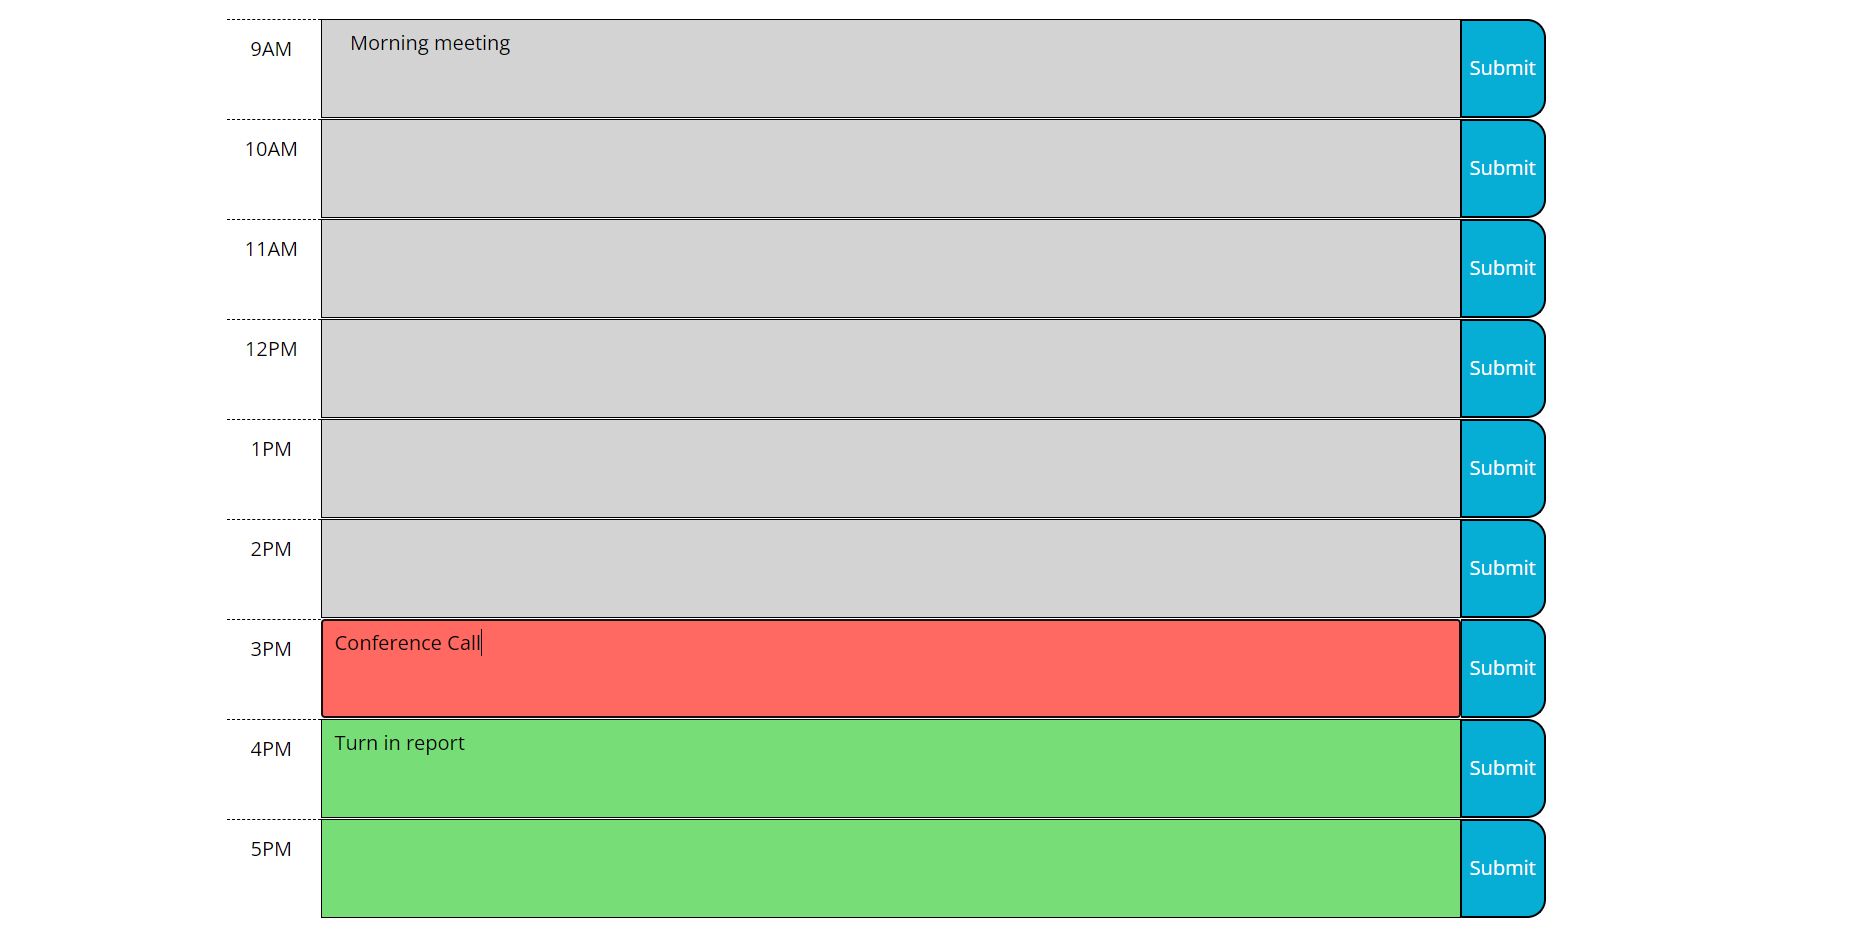 9AM Morning meeting Submit
10AM Submit
11AM Submit
12PM Submit
1PM Submit
2PM Submit
3PM Conference Call Submit
4PM Turn in report Submit
5PM Submit